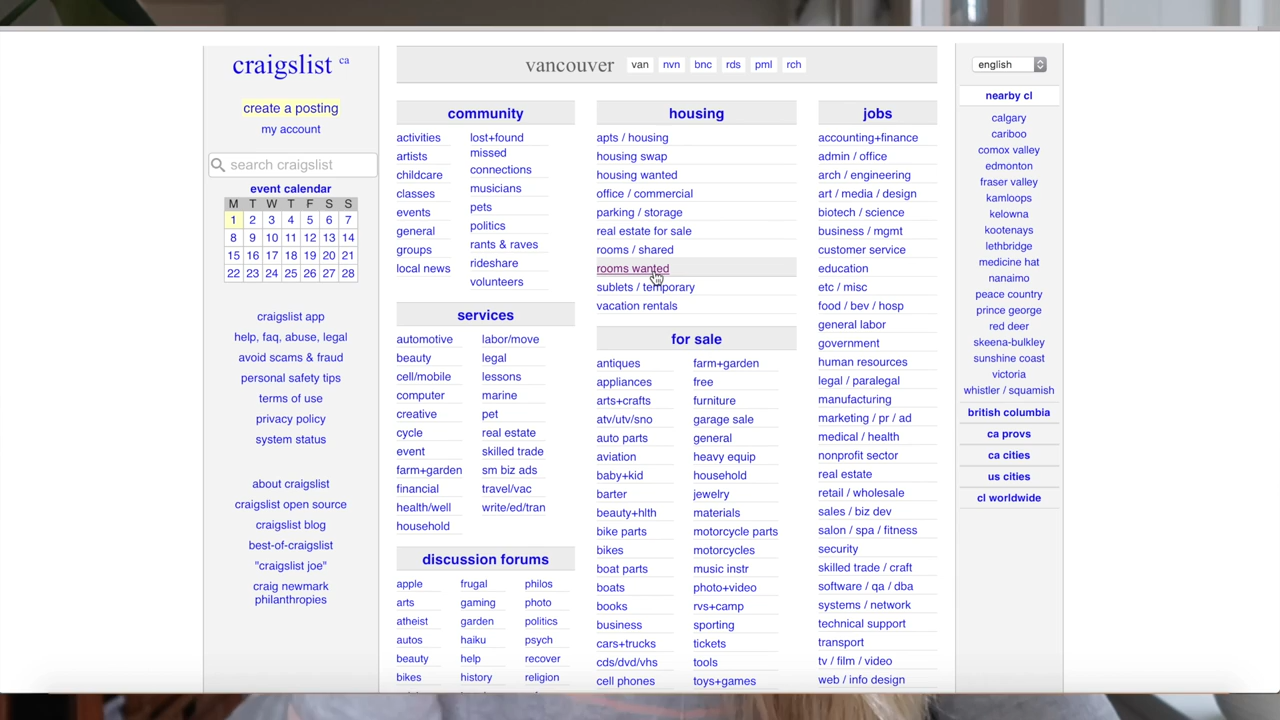 craigslist ca
create a posting
my account
search craigslist
event calendar
M T W T F S S
1 2 3 4 5 6 7
8 9 10 11 12 13 14
15 16 17 18 19 20 21
22 23 24 25 26 27 28
craigslist app
help, faq, abuse, legal
avoid scams & fraud
personal safety tips
terms of use
privacy policy
system status
about craigslist
craigslist open source
craigslist blog
best-of-craigslist
"craigslist joe"
craig newmark
philanthropies
vancouver van nvn bnc rds pml rch
community
activities
artists
childcare
classes
events
general
groups
local news
lost+found
missed
connections
musicians
pets
politics
rants & raves
rideshare
volunteers
services
automotive
beauty
cell/mobile
computer
creative
cycle
event
farm+garden
financial
health/well
household
labor/move
legal
lessons
marine
pet
real estate
skilled trade
sm biz ads
travel/vac
write/ed/tran
discussion forums
apple
arts
atheist
autos
beauty
bikes
frugal
gaming
garden
haiku
help
history
philos
photo
politics
psych
recover
religion
housing
apts / housing
housing swap
housing wanted
office / commercial
parking / storage
real estate for sale
rooms / shared
rooms wanted
sublets / temporary
vacation rentals
for sale
antiques
appliances
arts+crafts
atv/utv/sno
auto parts
aviation
baby+kid
barter
beauty+hlth
bike parts
bikes
boat parts
boats
books
business
cars+trucks
cds/dvd/vhs
cell phones
farm+garden
free
furniture
garage sale
general
heavy equip
household
jewelry
materials
motorcycle parts
motorcycles
music instr
photo+video
rvs+camp
sporting
tickets
tools
toys+games
jobs
accounting+finance
admin / office
arch / engineering
art / media / design
biotech / science
business / mgmt
customer service
education
etc / misc
food / bev / hosp
general labor
government
human resources
legal / paralegal
manufacturing
marketing / pr / ad
medical / health
nonprofit sector
real estate
retail / wholesale
sales / biz dev
salon / spa / fitness
security
skilled trade / craft
software / qa / dba
systems / network
technical support
transport
tv / film / video
web / info design
english
nearby cl
calgary
cariboo
comox valley
edmonton
fraser valley
kamloops
kelowna
kootenays
lethbridge
medicine hat
nanaimo
peace country
prince george
red deer
skeena-bulkley
sunshine coast
victoria
whistler / squamish
british columbia
ca provs
ca cities
us cities
cl worldwide